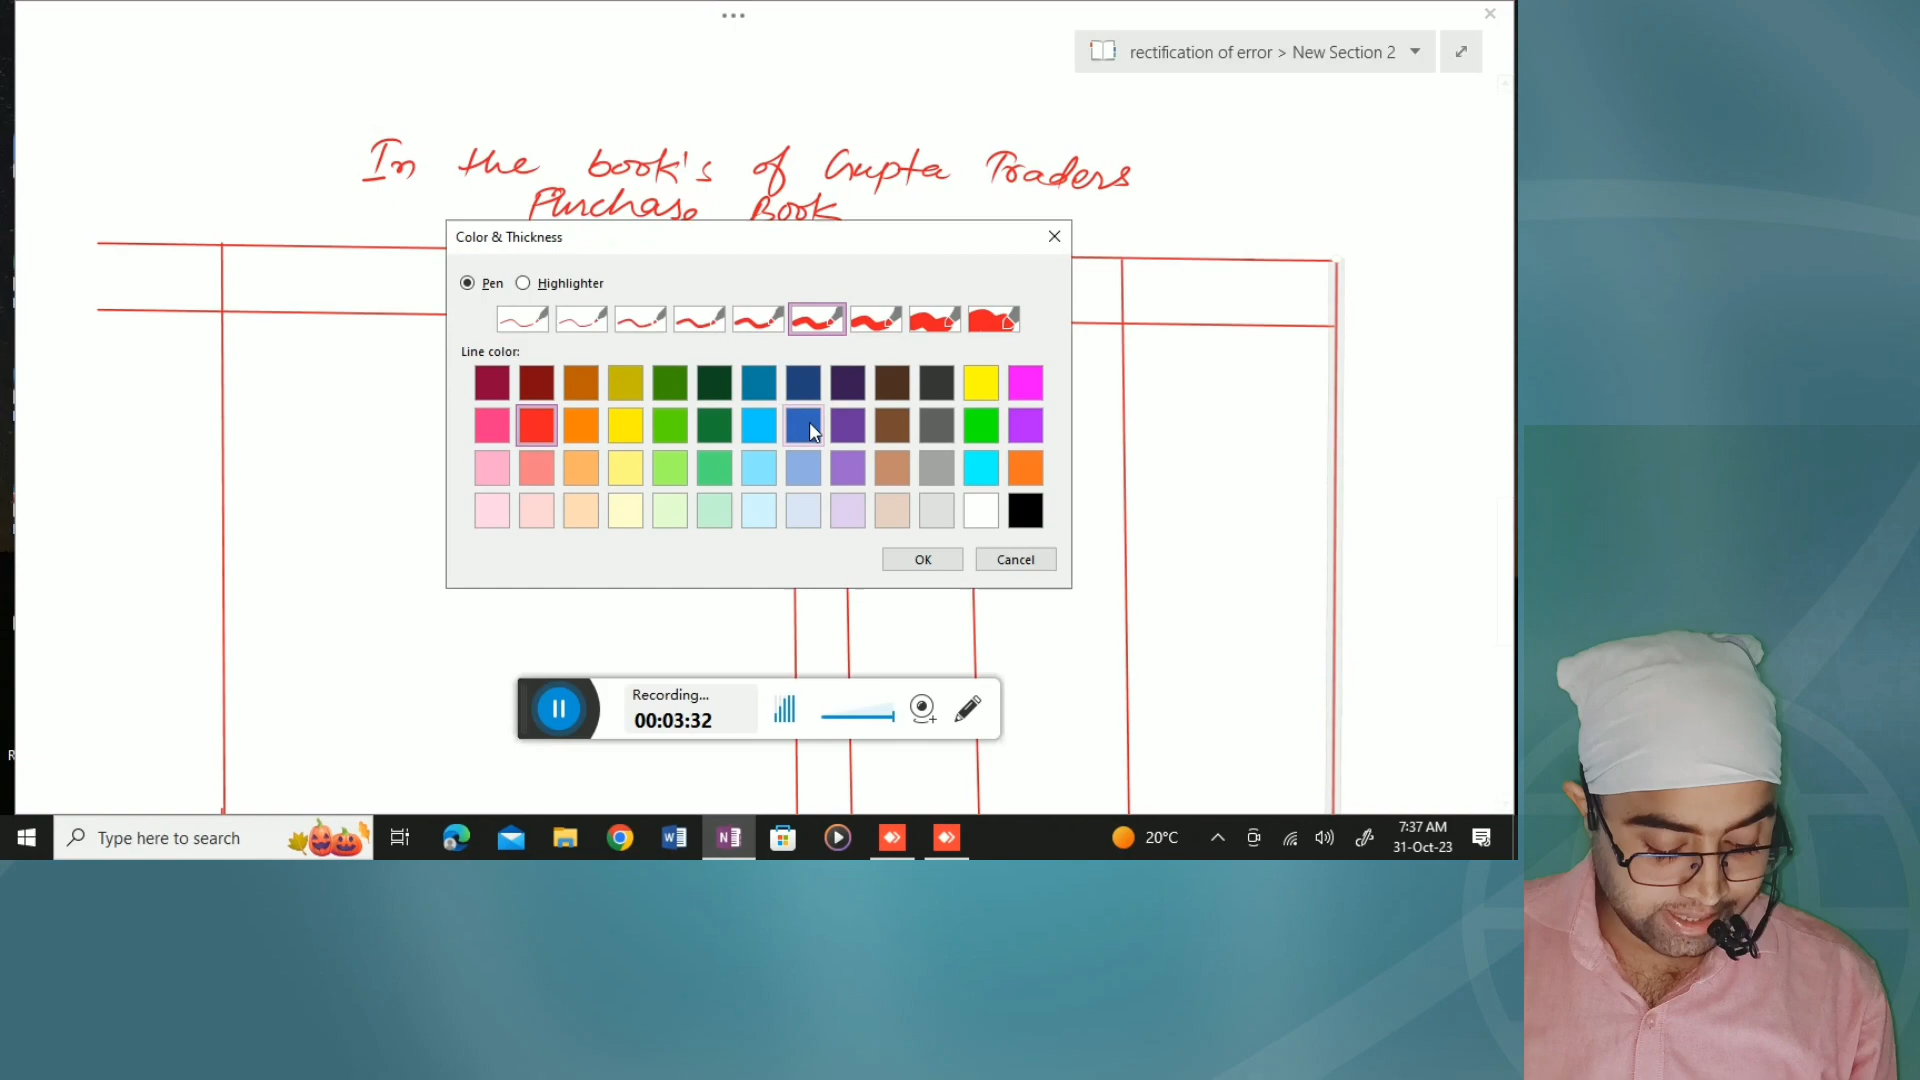 rectification of error > New Section 2
In the book's of Gupta Traders
Purchase Book
Color & Thickness
Pen
Highlighter
Line color:
OK
Cancel
Recording...
00:03:32
R
Type here to search
20°C
7:37 AM
31-Oct-23